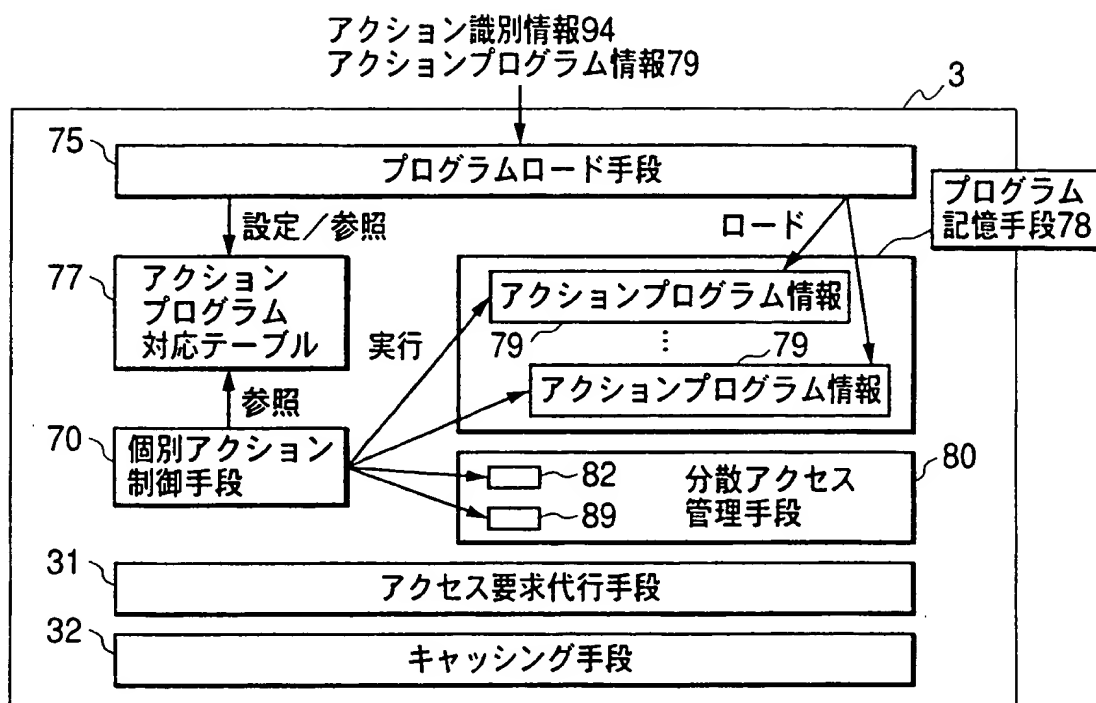 アクション識別情報94
アクションプログラム情報79
3
75
プログラムロード手段
プログラム
記憶手段78
設定/参照
ロード
77
アクション
プログラム
対応テーブル
実行
アクションプログラム情報
79
⋮
79
アクションプログラム情報
参照
70
個別アクション
制御手段
82
89
分散アクセス
管理手段
80
31
アクセス要求代行手段
32
キャッシング手段